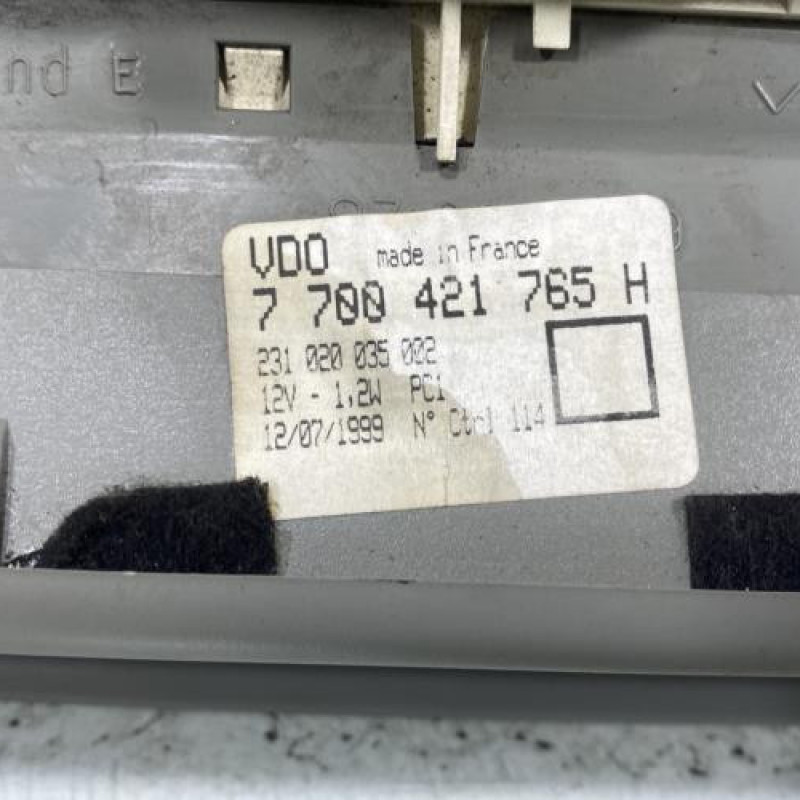 nd E
VDO made in France
7 700 421 765 H
231 020 035 002
12V - 1,2W PC1
12/07/1999 N° Ctrl 114